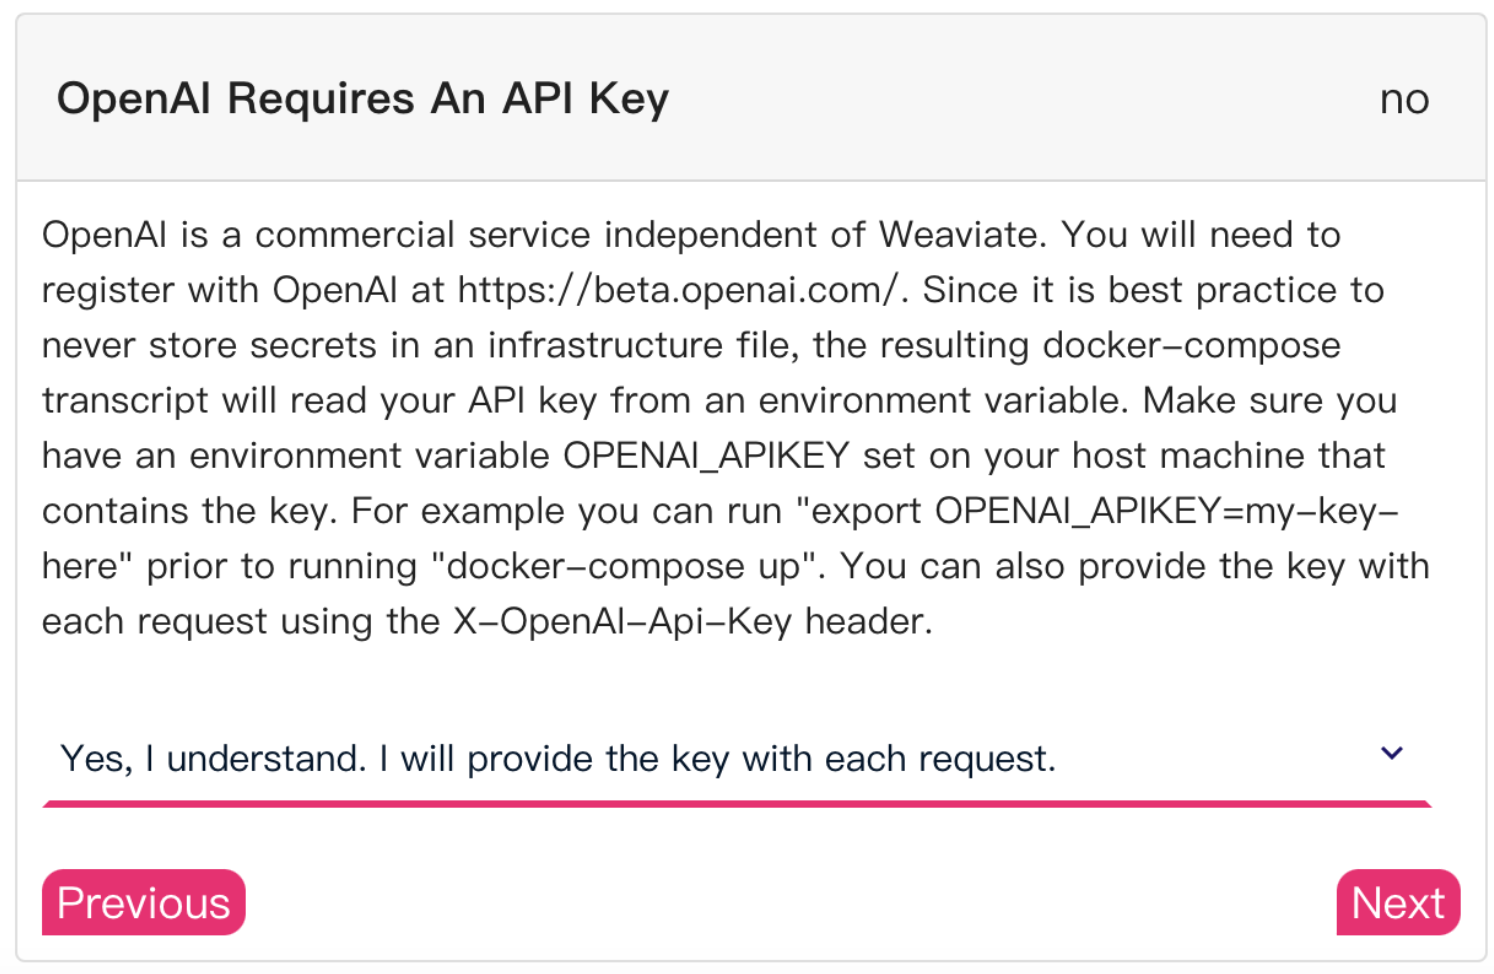 OpenAI Requires An API Key
no
OpenAI is a commercial service independent of Weaviate. You will need to
register with OpenAI at https://beta.openai.com/. Since it is best practice to
never store secrets in an infrastructure file, the resulting docker-compose
transcript will read your API key from an environment variable. Make sure you
have an environment variable OPENAI_APIKEY set on your host machine that
contains the key. For example you can run "export OPENAI_APIKEY=my-key-
here" prior to running "docker-compose up". You can also provide the key with
each request using the X-OpenAI-Api-Key header.
Yes, I understand. I will provide the key with each request.
Previous
Next